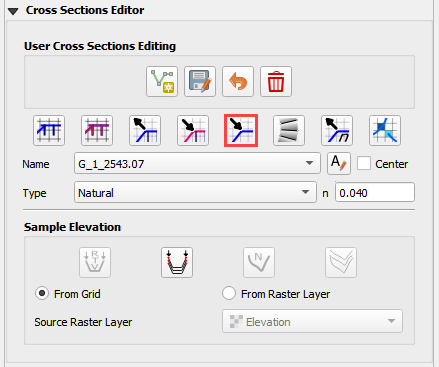 Cross Sections Editor
User Cross Sections Editing
Name G_1_2543.07 A Center
Type Natural n 0.040
Sample Elevation
R T V N
From Grid From Raster Layer
Source Raster Layer Elevation